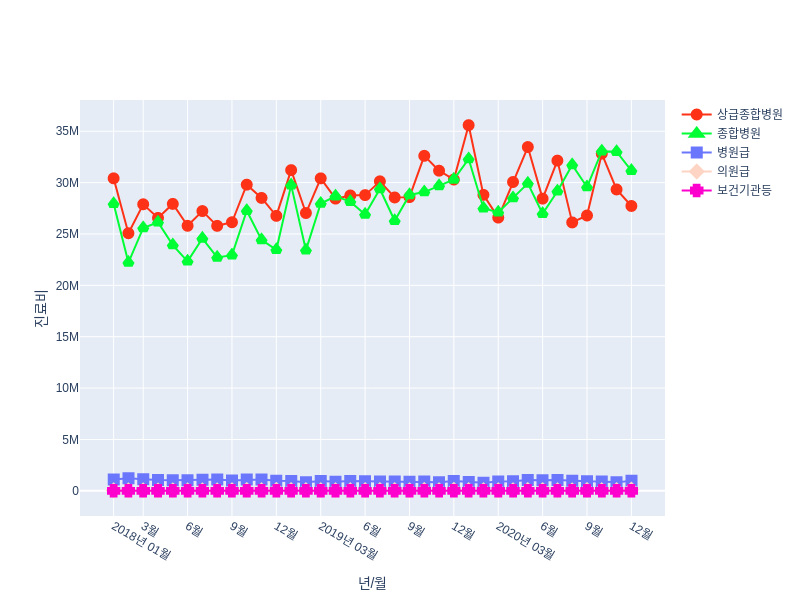 상급종합병원
종합병원
병원급
의원급
보건기관등
35M
30M
25M
20M
15M
10M
5M
0
진료비
2018년 01월
3월
6월
9월
12월
2019년 03월
6월
9월
12월
2020년 03월
6월
9월
12월
년/월